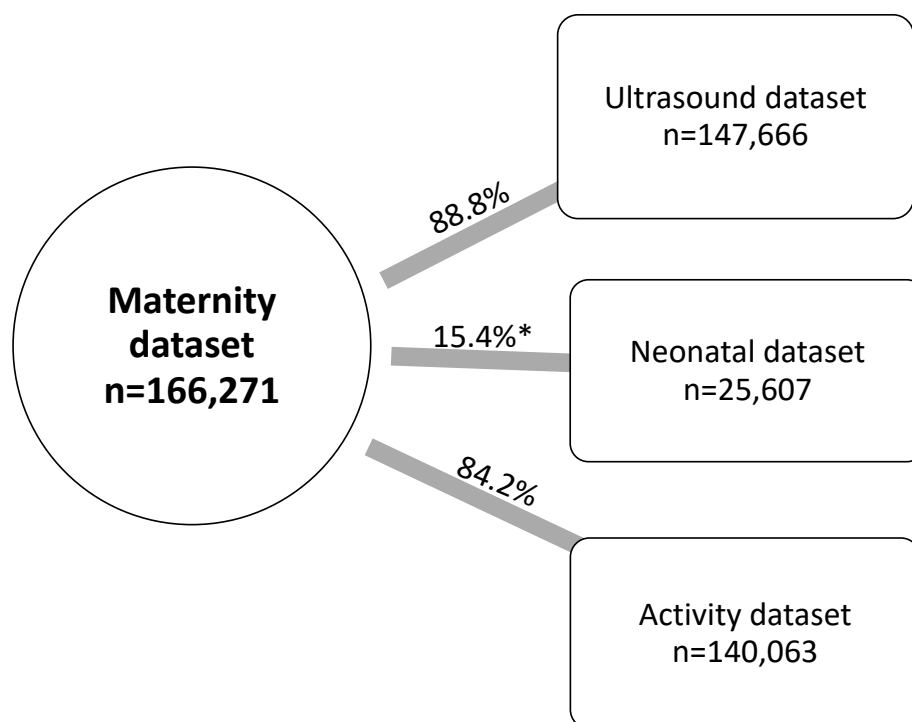 Ultrasound dataset
n=147,666
88.8%
Maternity
dataset
n=166,271
15.4%*
Neonatal dataset
n=25,607
84.2%
Activity dataset
n=140,063